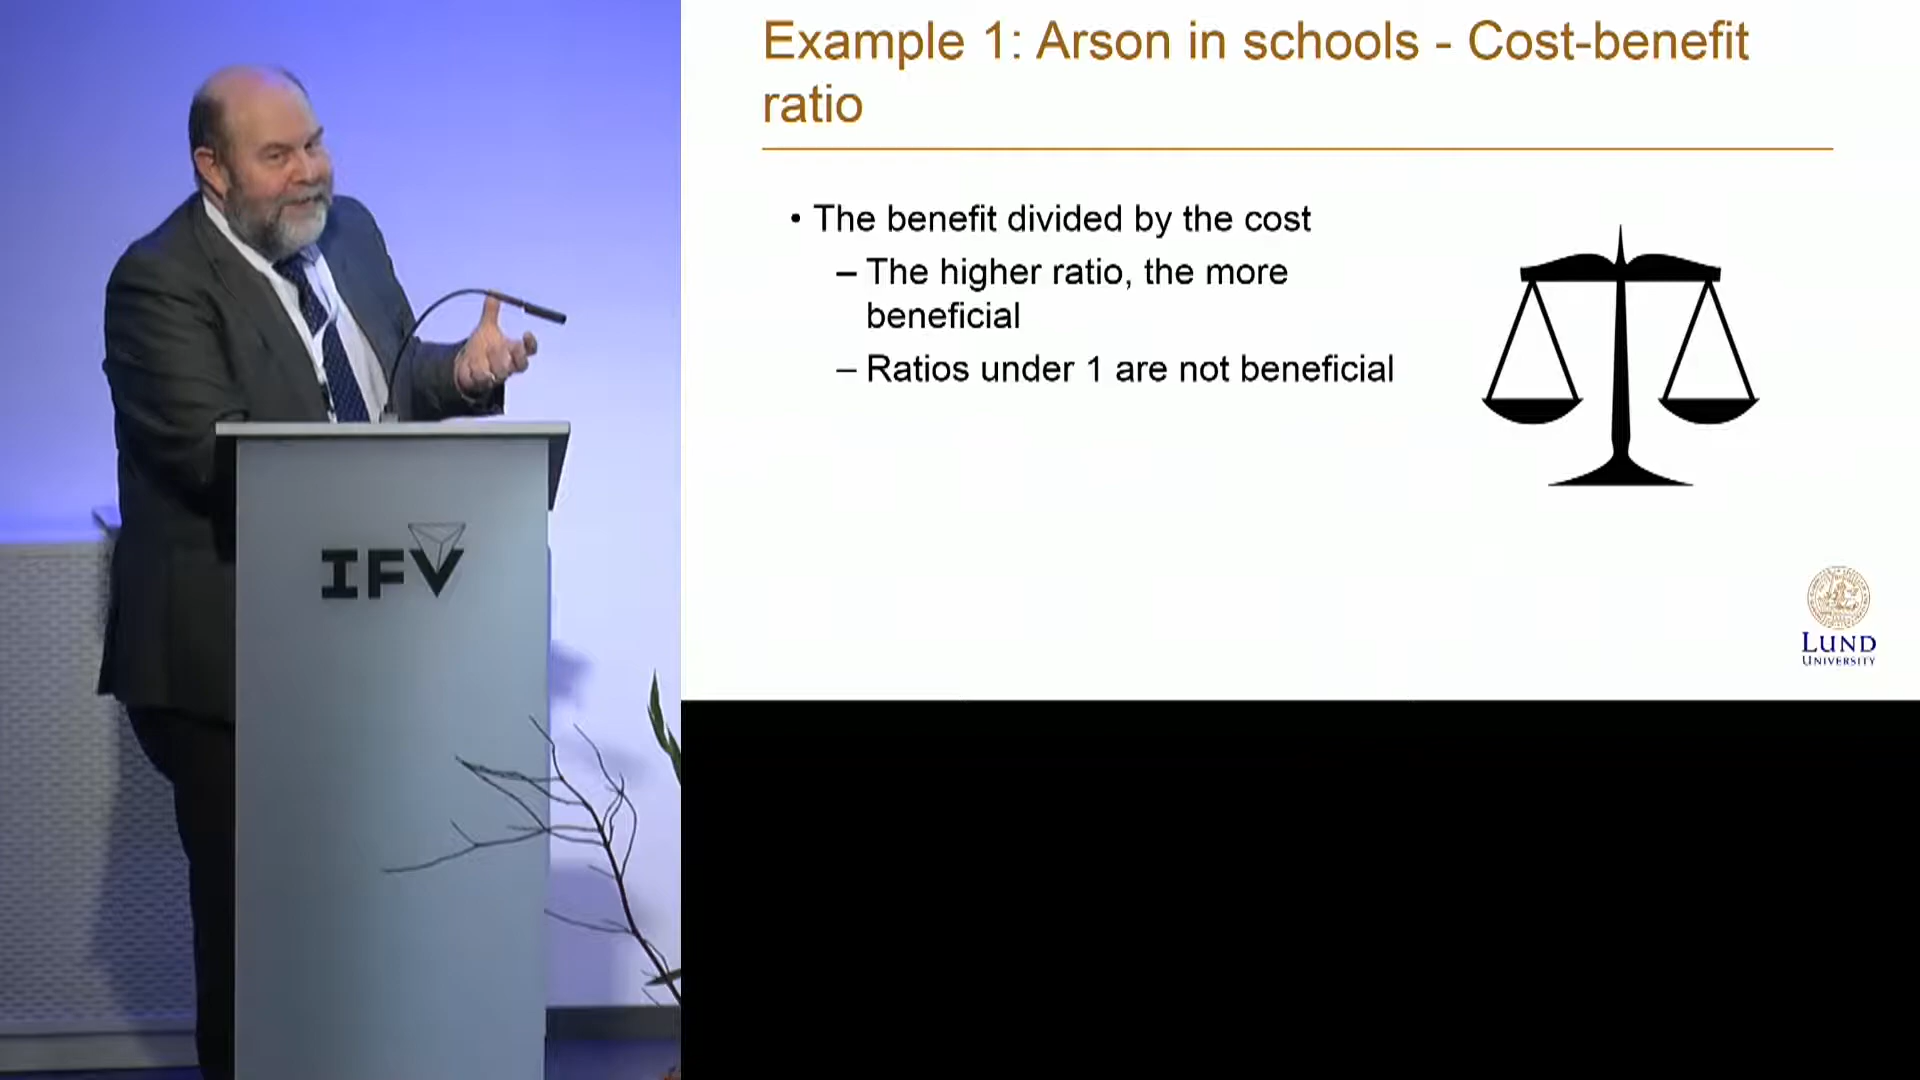 Example 1: Arson in schools - Cost-benefit
ratio
• The benefit divided by the cost
– The higher ratio, the more
beneficial
– Ratios under 1 are not beneficial
IFV
LUND
UNIVERSITY